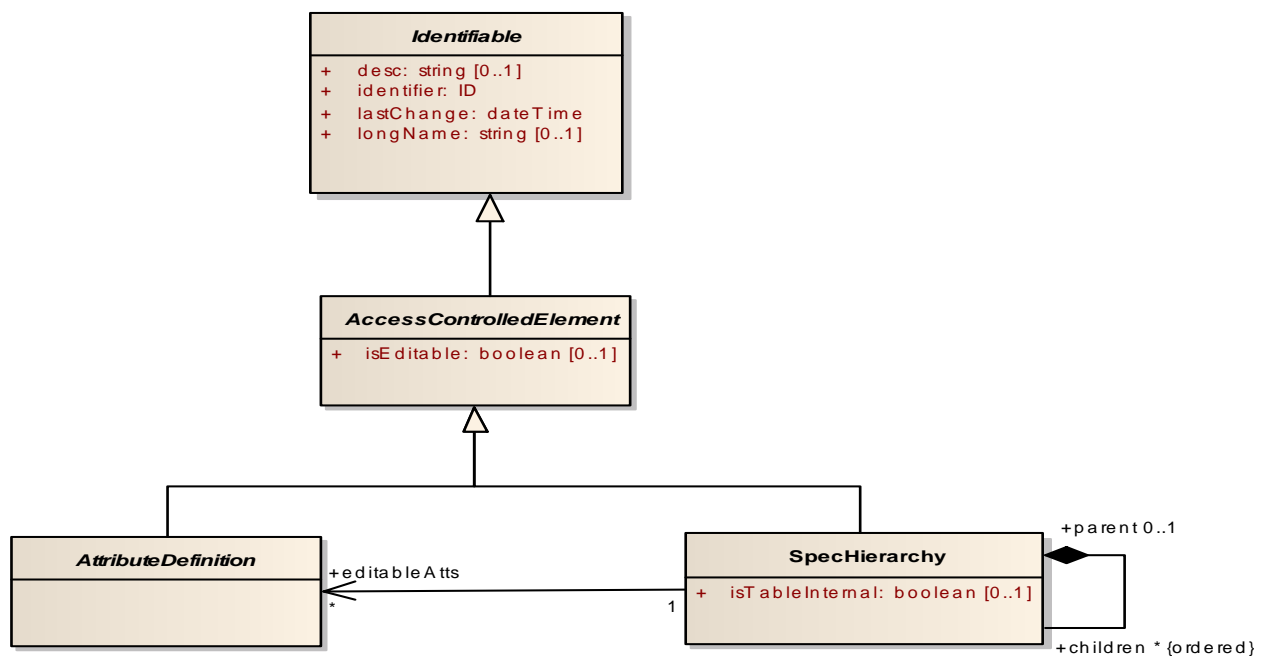 Identifiable
+ desc: string [0..1]
+ identifier: ID
+ lastChange: dateTime
+ longName: string [0..1]
AccessControlledElement
+ isEditable: boolean [0..1]
AttributeDefinition
+editableAtts
*
1
SpecHierarchy
+ isTableInternal: boolean [0..1]
+parent 0..1
+children * {ordered}